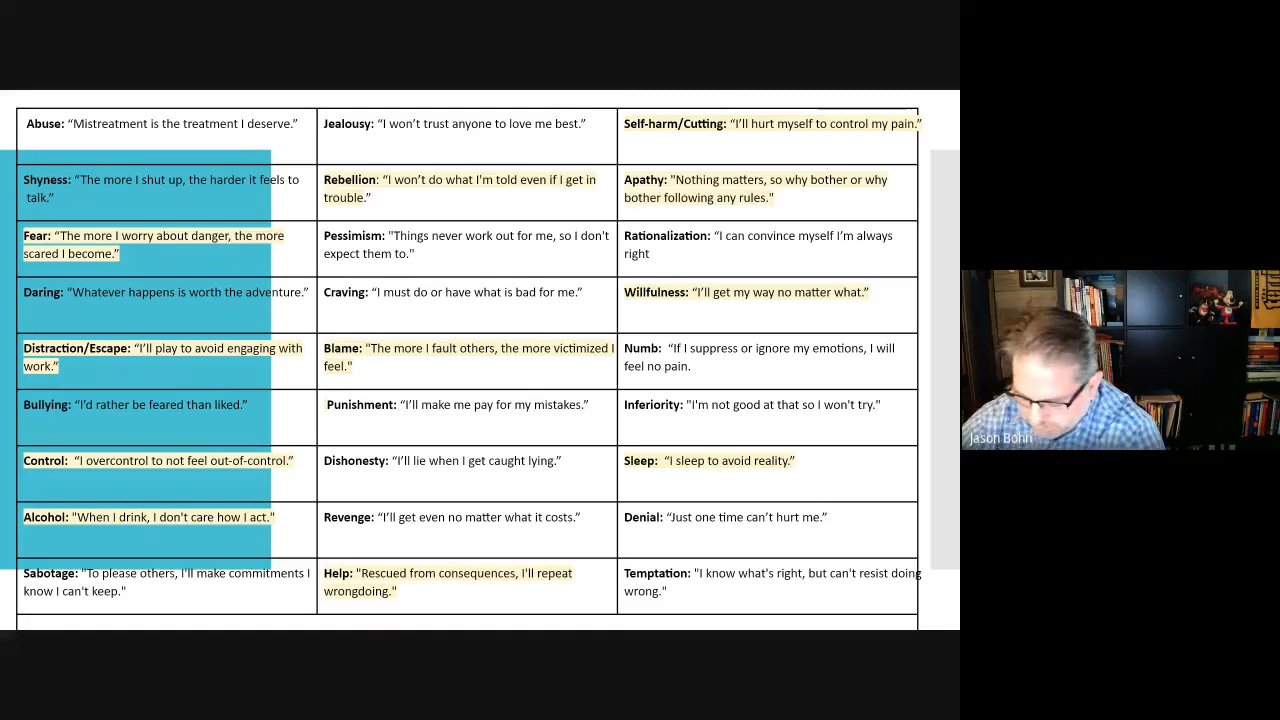 Abuse: “Mistreatment is the treatment I deserve.”
Jealousy: “I won’t trust anyone to love me best.”
Self-harm/Cutting: “I’ll hurt myself to control my pain.”
Shyness: “The more I shut up, the harder it feels to
talk.”
Rebellion: “I won’t do what I'm told even if I get in
trouble.”
Apathy: "Nothing matters, so why bother or why
bother following any rules."
Fear: “The more I worry about danger, the more
scared I become.”
Pessimism: "Things never work out for me, so I don't
expect them to."
Rationalization: “I can convince myself I’m always
right
Daring: “Whatever happens is worth the adventure.”
Craving: “I must do or have what is bad for me.”
Willfulness: “I’ll get my way no matter what.”
Distraction/Escape: “I’ll play to avoid engaging with
work.”
Blame: "The more I fault others, the more victimized I
feel."
Numb:  “If I suppress or ignore my emotions, I will
feel no pain.
Bullying: “I’d rather be feared than liked.”
Punishment: “I’ll make me pay for my mistakes.”
Inferiority: "I'm not good at that so I won't try."
Control:  “I overcontrol to not feel out-of-control.”
Dishonesty: “I’ll lie when I get caught lying.”
Sleep:  “I sleep to avoid reality.”
Alcohol: "When I drink, I don't care how I act."
Revenge: “I’ll get even no matter what it costs.”
Denial: “Just one time can’t hurt me.”
Sabotage: "To please others, I'll make commitments I
know I can't keep."
Help: "Rescued from consequences, I'll repeat
wrongdoing."
Temptation: "I know what's right, but can't resist doing
wrong."
Jason Bohn